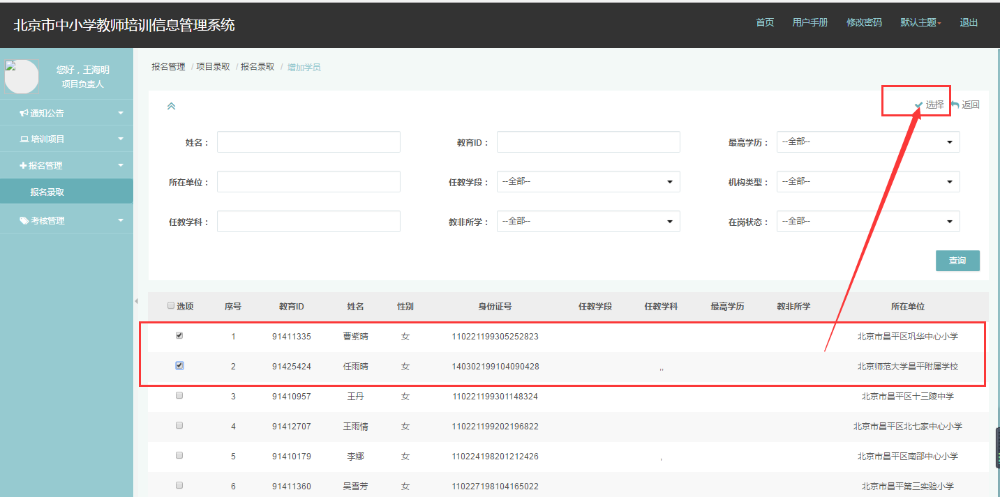 北京市中小学教师培训信息管理系统
首页 用户手册 修改密码 默认主题 退出
您好，王海明
项目负责人
通知公告
培训项目
报名管理
报名录取
考核管理
报名管理 / 项目录取 / 报名录取 / 增加学员
选择 返回
姓名： 教育ID： 最高学历： --全部--
所在单位： 任教学段： --全部-- 机构类型： --全部--
任教学科： 教非所学： --全部-- 在岗状态： --全部--
查询
选项 序号 教育ID 姓名 性别 身份证号 任教学段 任教学科 最高学历 教非所学 所在单位
1 91411335 曹紫晴 女 110221199305252823 北京市昌平区巩华中心小学
2 91425424 任雨晴 女 140302199104090428 ,, 北京师范大学昌平附属学校
3 91410957 王丹 女 110221199301148324 北京市昌平区十三陵中学
4 91412707 王雨倩 女 110221199202196822 北京市昌平区北七家中心小学
5 91410179 李娜 女 110224198201212426 , 北京市昌平区南邵中心小学
6 91411360 吴雪芳 女 110227198104165022 北京市昌平第三实验小学